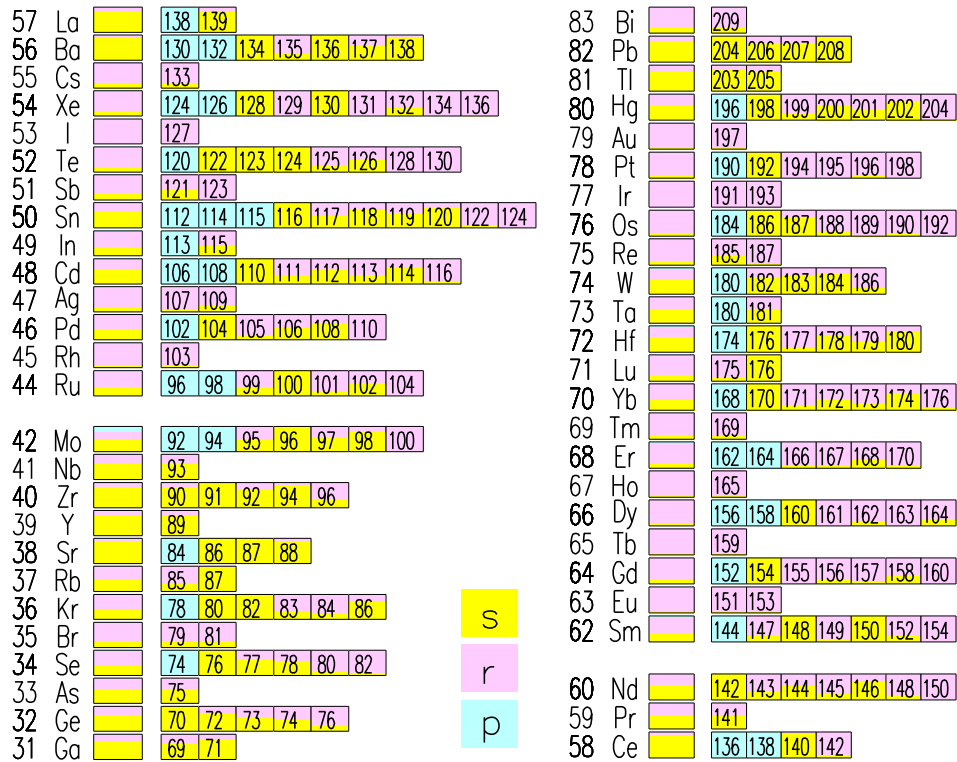 57 La 138 139
56 Ba 130 132 134 135 136 137 138
55 Cs 133
54 Xe 124 126 128 129 130 131 132 134 136
53 I 127
52 Te 120 122 123 124 125 126 128 130
51 Sb 121 123
50 Sn 112 114 115 116 117 118 119 120 122 124
49 In 113 115
48 Cd 106 108 110 111 112 113 114 116
47 Ag 107 109
46 Pd 102 104 105 106 108 110
45 Rh 103
44 Ru 96 98 99 100 101 102 104
42 Mo 92 94 95 96 97 98 100
41 Nb 93
40 Zr 90 91 92 94 96
39 Y 89
38 Sr 84 86 87 88
37 Rb 85 87
36 Kr 78 80 82 83 84 86
35 Br 79 81
34 Se 74 76 77 78 80 82
33 As 75
32 Ge 70 72 73 74 76
31 Ga 69 71
s
r
p
83 Bi 209
82 Pb 204 206 207 208
81 Tl 203 205
80 Hg 196 198 199 200 201 202 204
79 Au 197
78 Pt 190 192 194 195 196 198
77 Ir 191 193
76 Os 184 186 187 188 189 190 192
75 Re 185 187
74 W 180 182 183 184 186
73 Ta 180 181
72 Hf 174 176 177 178 179 180
71 Lu 175 176
70 Yb 168 170 171 172 173 174 176
69 Tm 169
68 Er 162 164 166 167 168 170
67 Ho 165
66 Dy 156 158 160 161 162 163 164
65 Tb 159
64 Gd 152 154 155 156 157 158 160
63 Eu 151 153
62 Sm 144 147 148 149 150 152 154
60 Nd 142 143 144 145 146 148 150
59 Pr 141
58 Ce 136 138 140 142